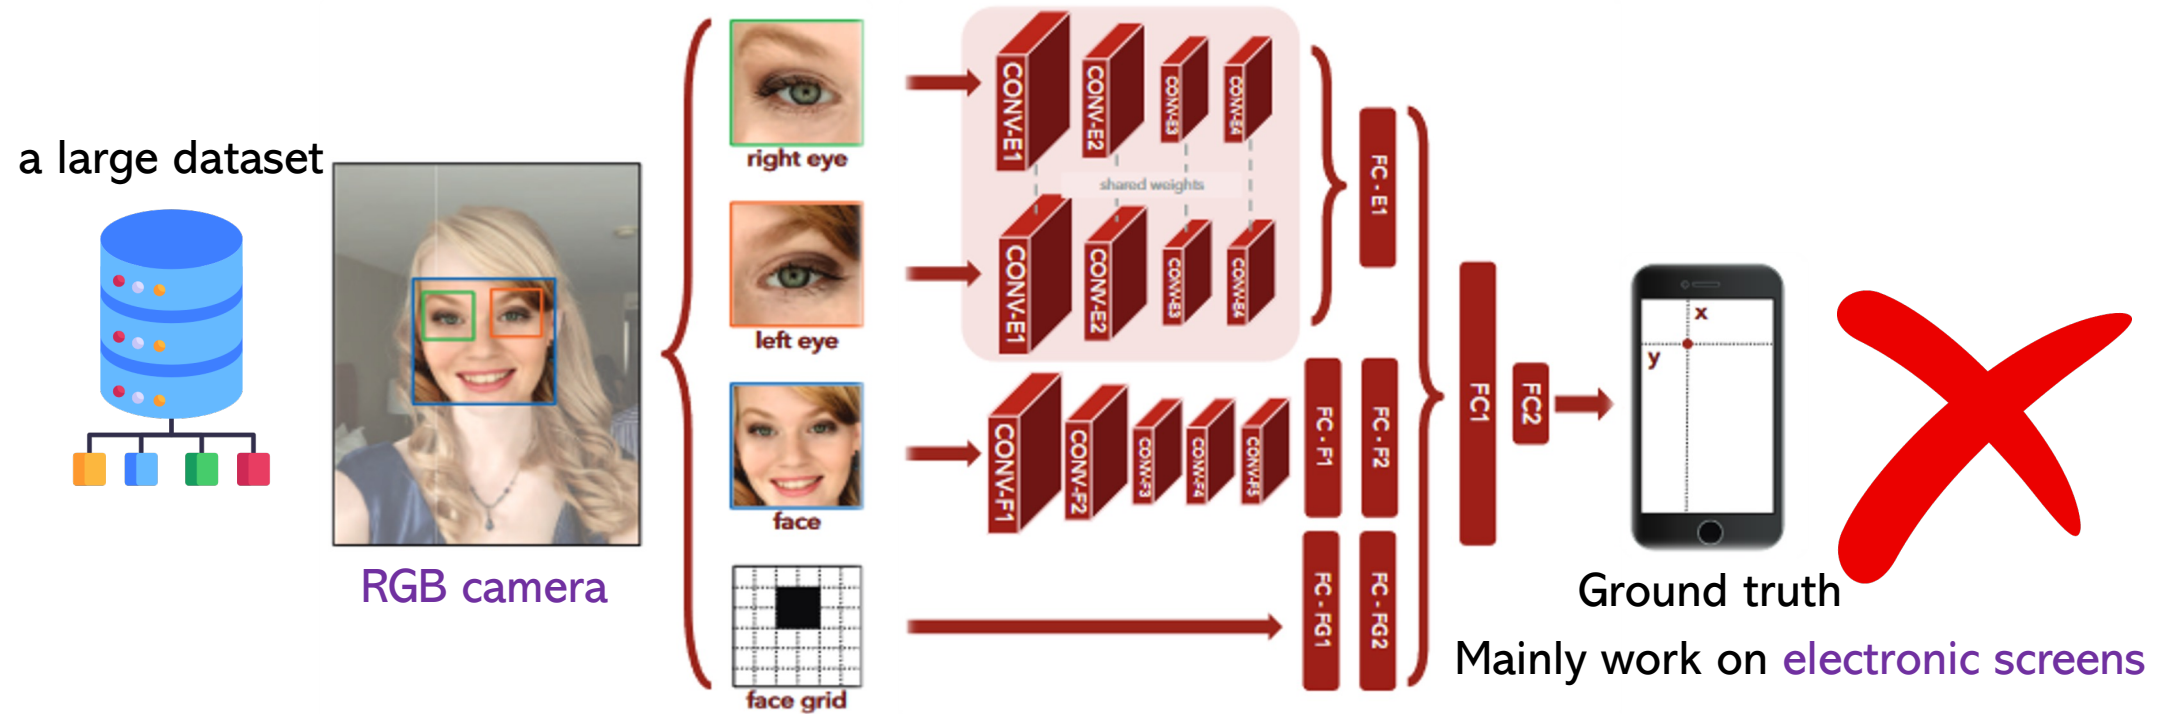 a large dataset
RGB camera
right eye
left eye
face
face grid
CONV-E1
CONV-E2
CONV-E3
CONV-E4
shared weights
CONV-E1
CONV-E2
CONV-E3
CONV-E4
CONV-F1
CONV-F2
CONV-F3
CONV-F4
CONV-F5
FC - E1
FC - F1
FC - F2
FC - FG1
FC - FG2
FC1
FC2
x
y
Ground truth
Mainly work on electronic screens